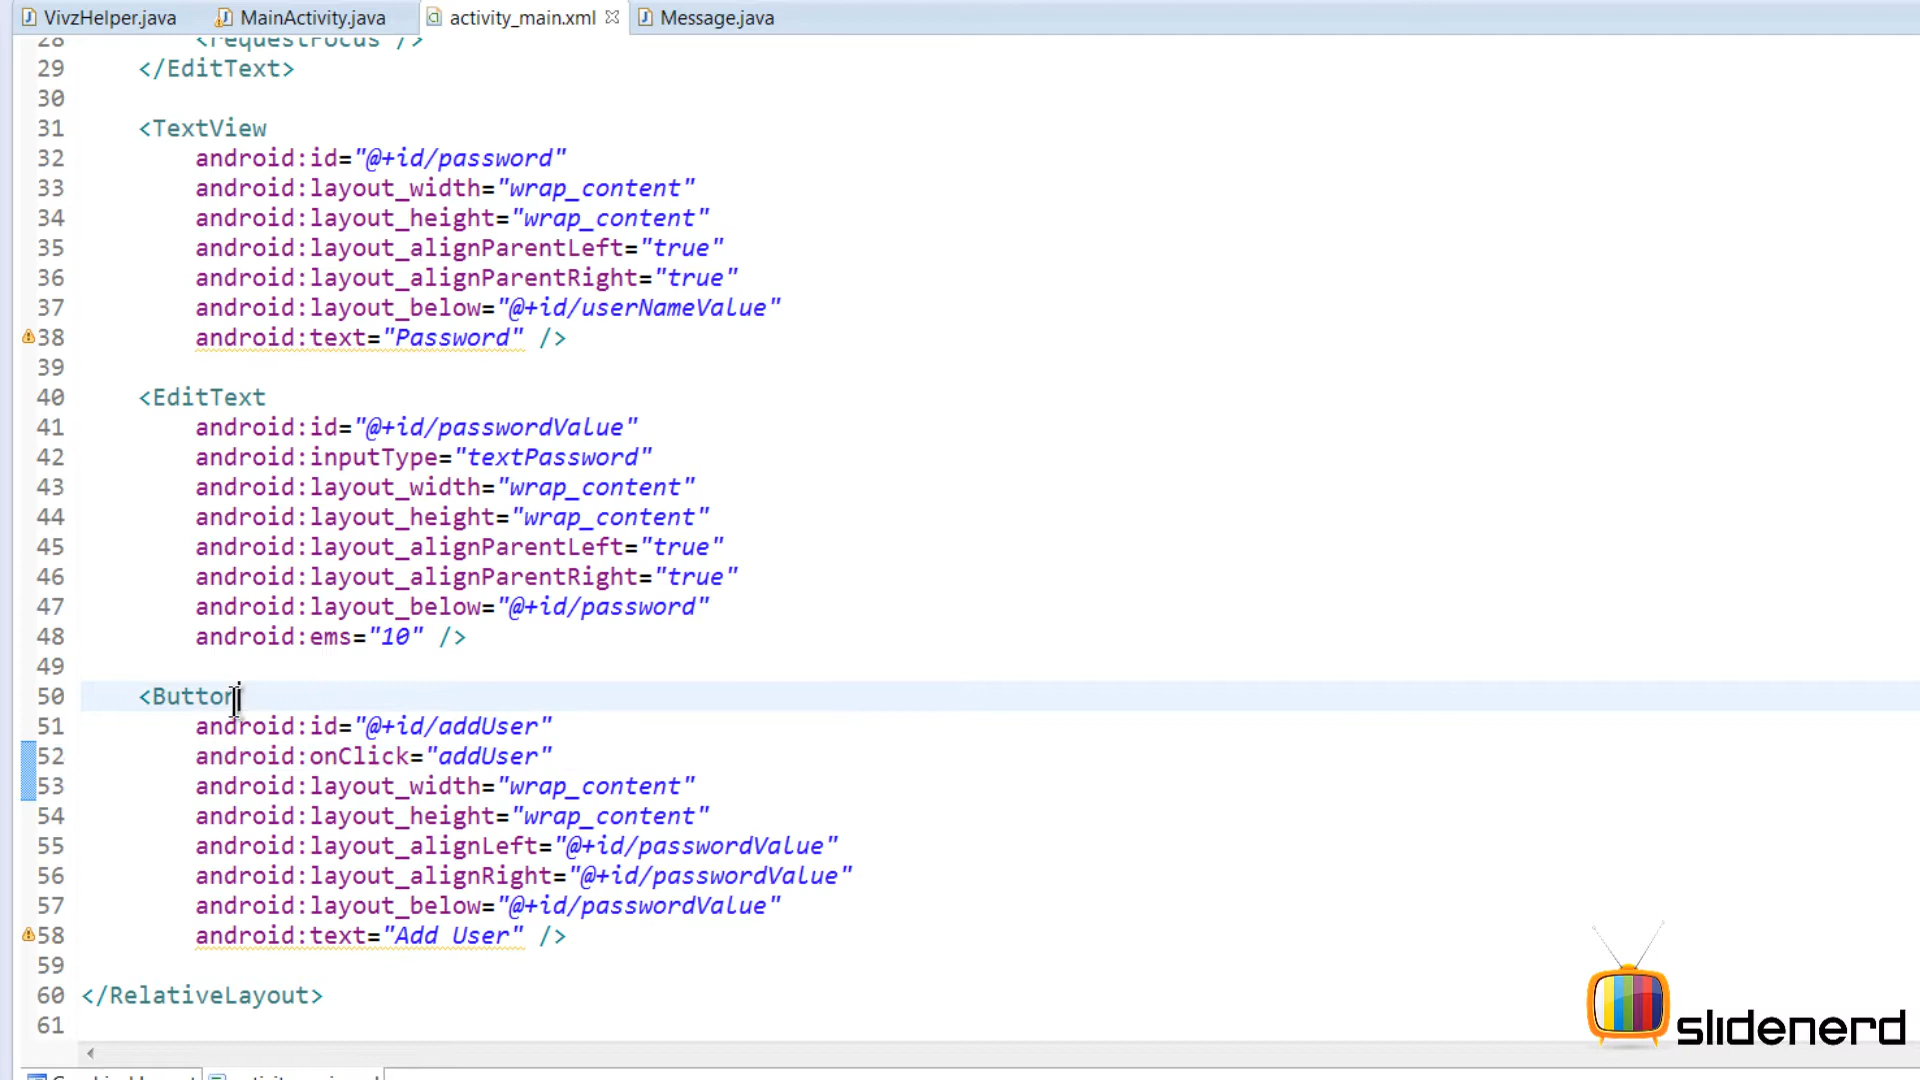 VivzHelper.java MainActivity.java activity_main.xml Message.java
28 <requestFocus />
29 </EditText>
30
31 <TextView
32 android:id="@+id/password"
33 android:layout_width="wrap_content"
34 android:layout_height="wrap_content"
35 android:layout_alignParentLeft="true"
36 android:layout_alignParentRight="true"
37 android:layout_below="@+id/userNameValue"
38 android:text="Password" />
39
40 <EditText
41 android:id="@+id/passwordValue"
42 android:inputType="textPassword"
43 android:layout_width="wrap_content"
44 android:layout_height="wrap_content"
45 android:layout_alignParentLeft="true"
46 android:layout_alignParentRight="true"
47 android:layout_below="@+id/password"
48 android:ems="10" />
49
50 <Button
51 android:id="@+id/addUser"
52 android:onClick="addUser"
53 android:layout_width="wrap_content"
54 android:layout_height="wrap_content"
55 android:layout_alignLeft="@+id/passwordValue"
56 android:layout_alignRight="@+id/passwordValue"
57 android:layout_below="@+id/passwordValue"
58 android:text="Add User" />
59
60 </RelativeLayout>
61
slidenerd